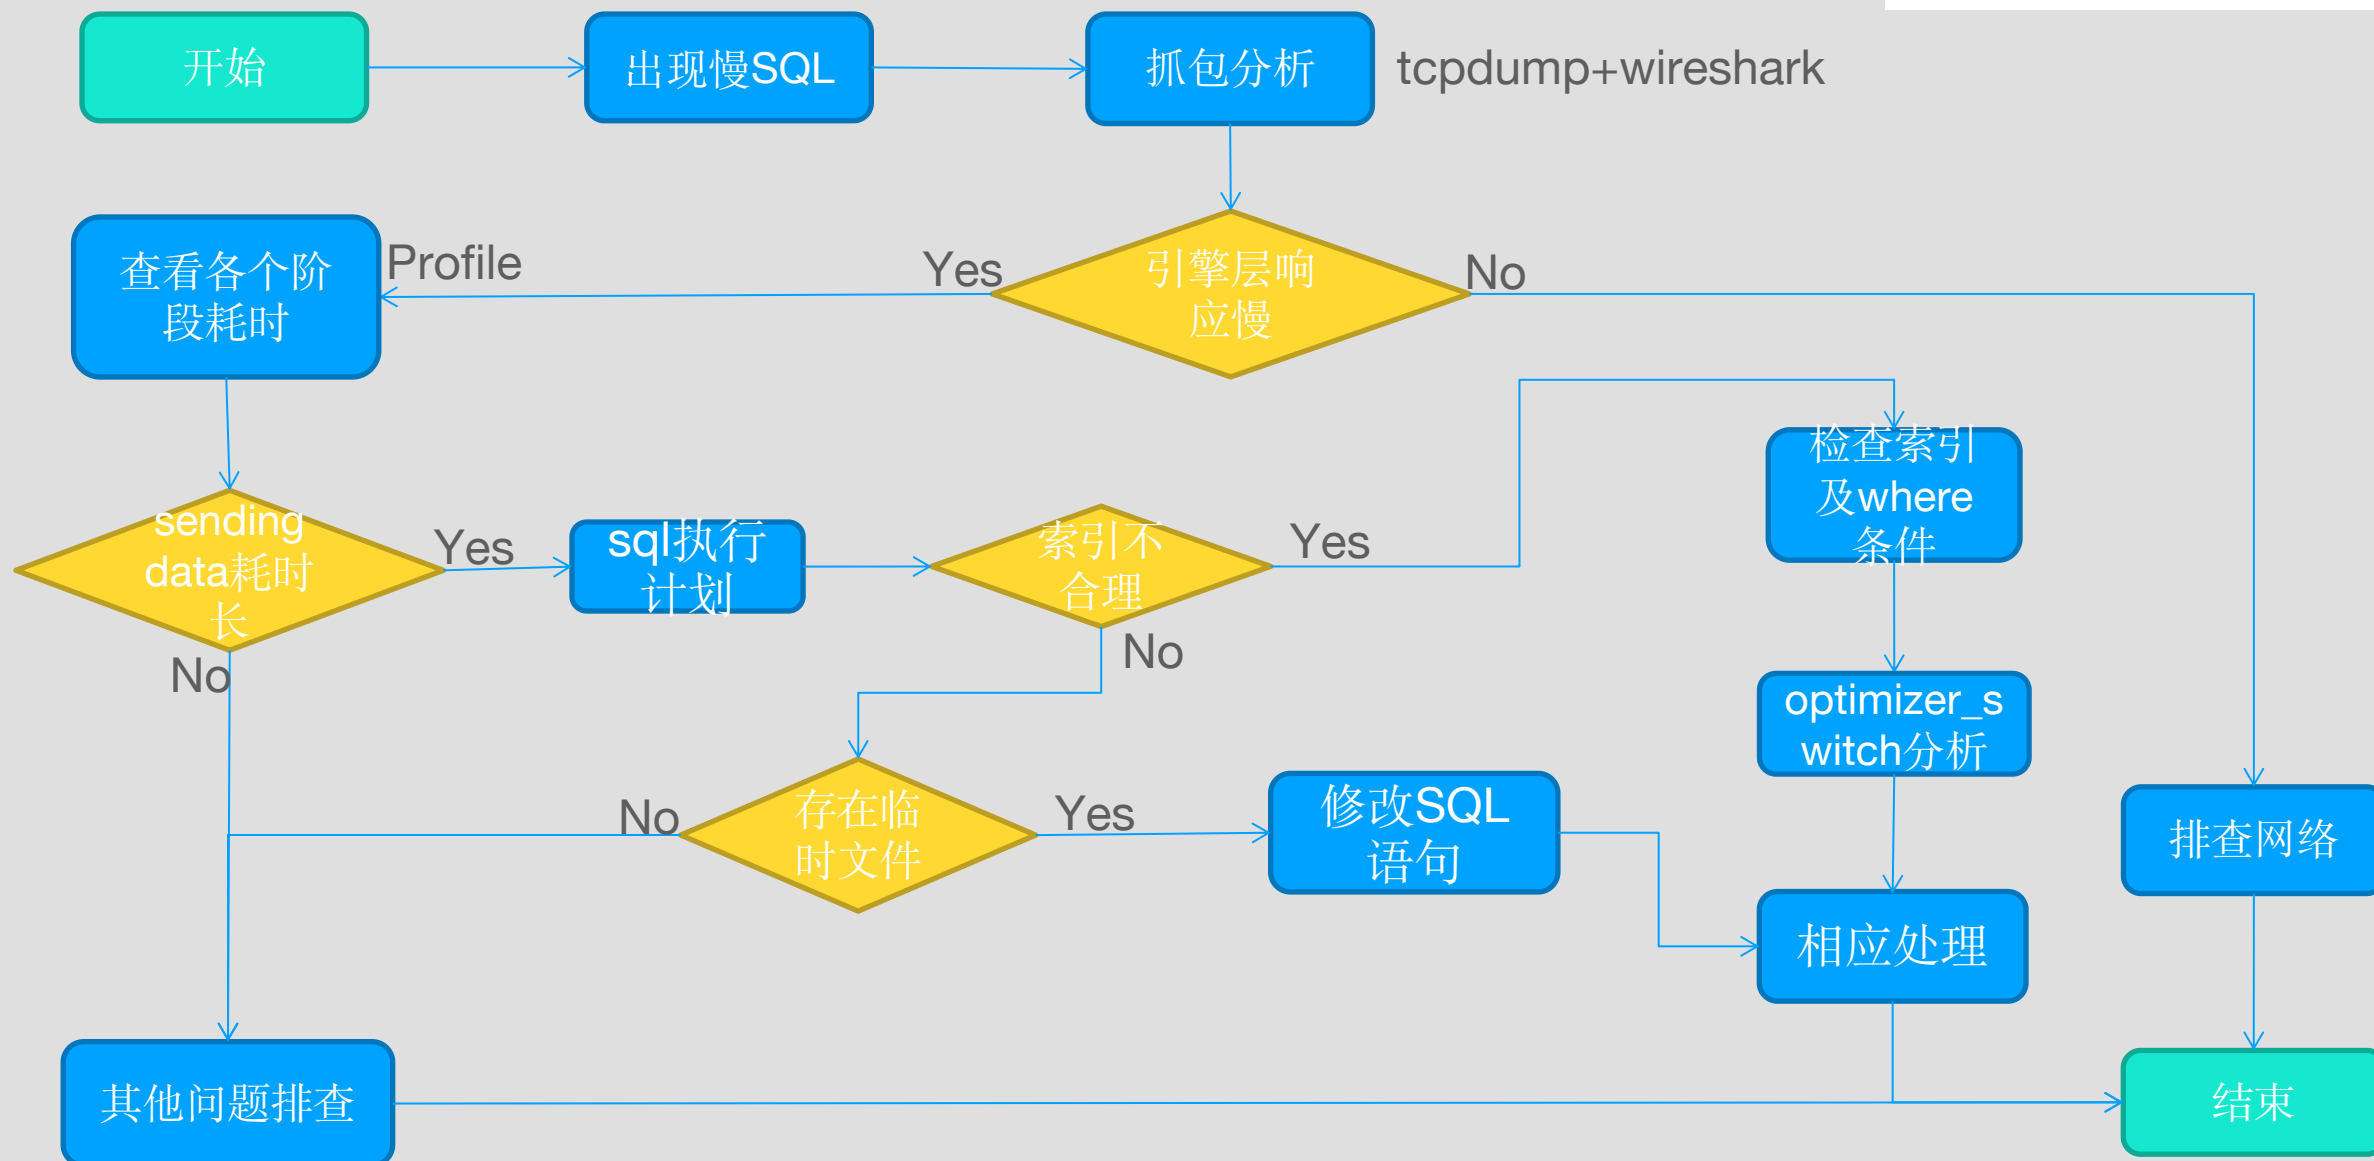 开始
出现慢SQL
抓包分析
tcpdump+wireshark
查看各个阶
段耗时
Profile
Yes
引擎层响
应慢
No
sending
data耗时
长
Yes
No
sql执行
计划
索引不
合理
Yes
No
检查索引
及where
条件
optimizer_s
witch分析
No
存在临
时文件
Yes
修改SQL
语句
排查网络
相应处理
其他问题排查
结束